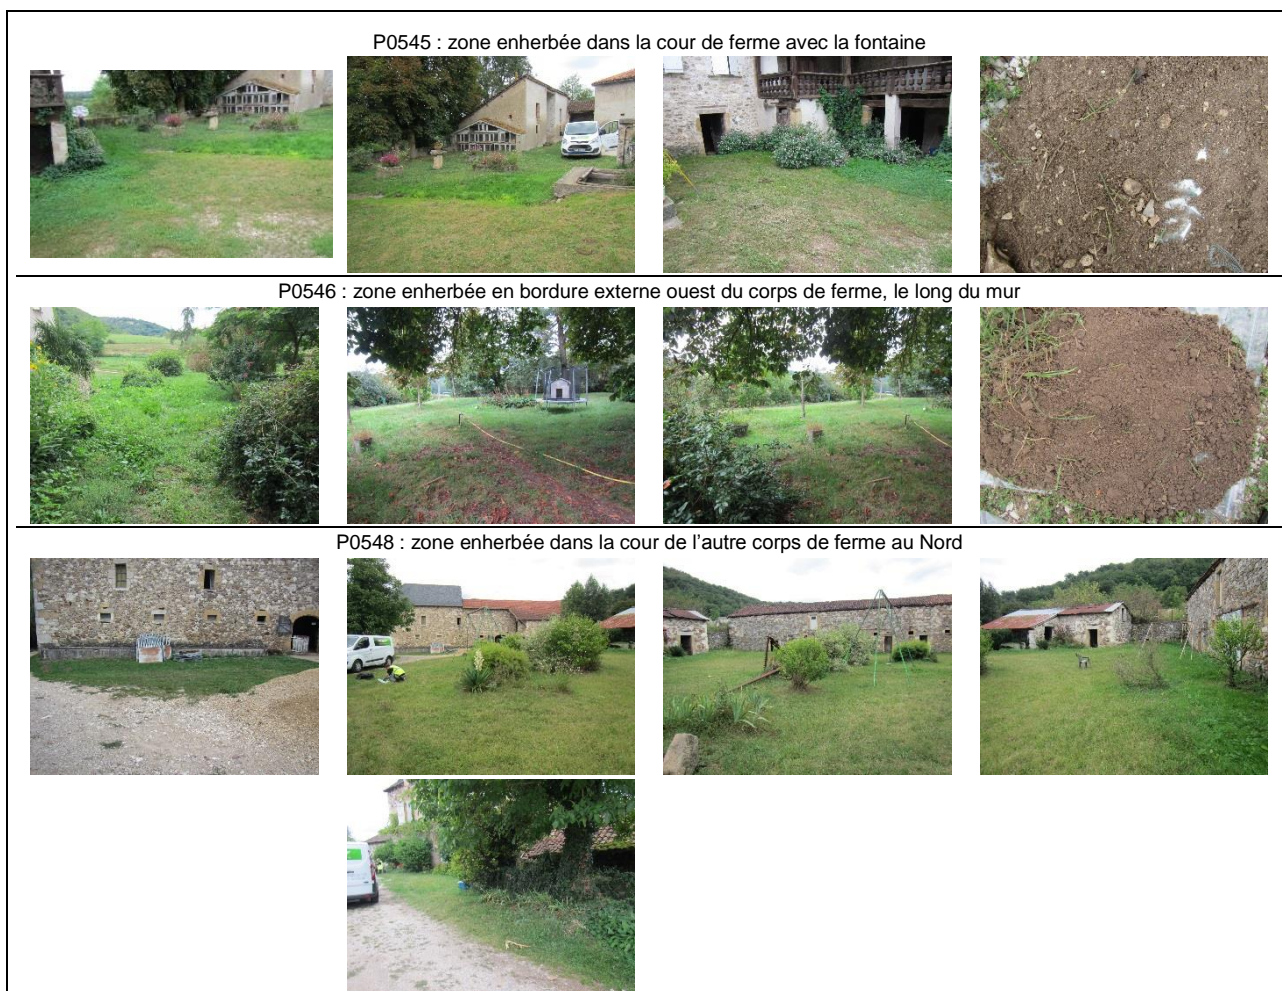 P0545 : zone enherbée dans la cour de ferme avec la fontaine
P0546 : zone enherbée en bordure externe ouest du corps de ferme, le long du mur
P0548 : zone enherbée dans la cour de l'autre corps de ferme au Nord